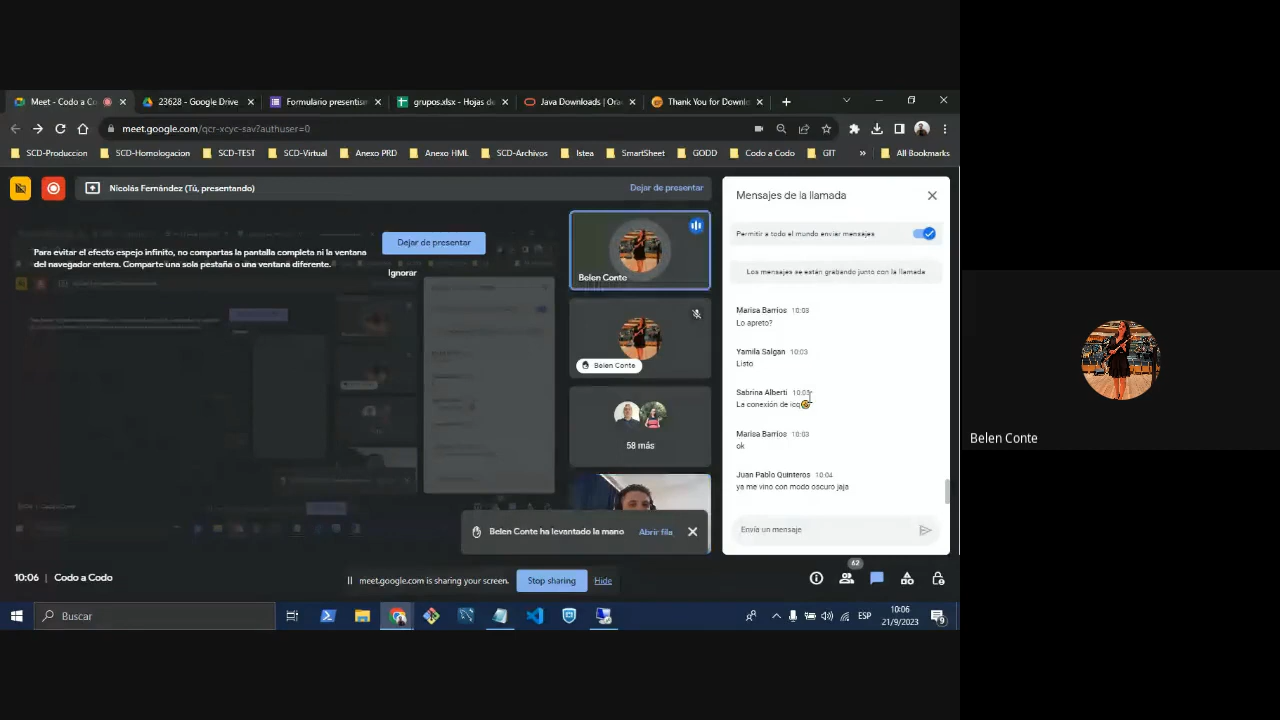 Meet - Codo a Co
23628 - Google Drive
Formulario presentise
grupos.xlsx - Hojas de
Java Downloads | Ora
Thank You for Downlo
meet.google.com/qcr-xcyc-sav?authuser=0
SCD-Produccion
SCD-Homologacion
SCD-TEST
SCD-Virtual
Anexo PRD
Anexo HML
SCD-Archivos
Istea
SmartSheet
GODD
Codo a Codo
GIT
»
All Bookmarks
Nicolás Fernández (Tú, presentando)
Dejar de presentar
Para evitar el efecto espejo infinito, no compartas la pantalla completa ni la ventana
del navegador entera. Comparte una sola pestaña o una ventana diferente.
Dejar de presentar
Ignorar
Belen Conte
Belen Conte
58 más
Belen Conte ha levantado la mano
Abrir fila
Mensajes de la llamada
Permitir a todo el mundo enviar mensajes
Los mensajes se están grabando junto con la llamada
Marisa Barrios 10:03
Lo apreto?
Yamila Salgan 10:03
Listo
Sabrina Alberti 10:03
La conexión de icq
Marisa Barrios 10:03
ok
Juan Pablo Quinteros 10:04
ya me vino con modo oscuro jaja
Envía un mensaje
10:06 | Codo a Codo
meet.google.com is sharing your screen.
Stop sharing
Hide
62
Buscar
ESP
10:06
21/9/2023
9
Belen Conte